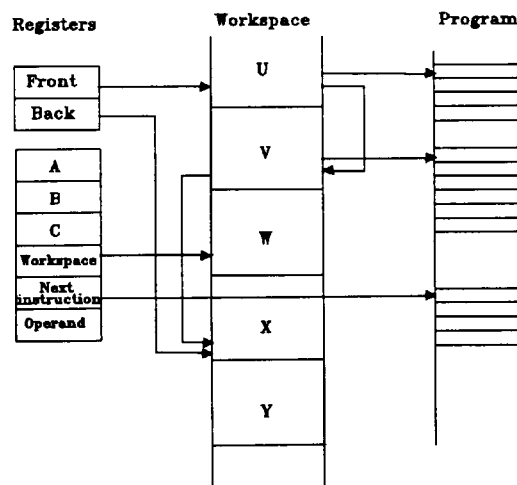 Registers
Workspace
Program
Front
Back
A
B
C
Workspace
Next
instruction
Operand
U
V
W
X
Y